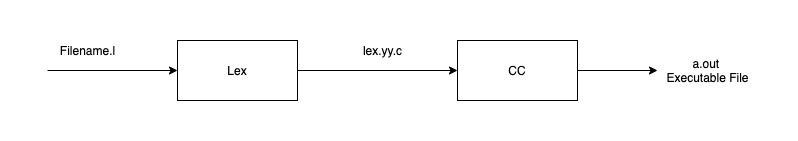 Filename.l
Lex
lex.yy.c
CC
a.out
Executable File